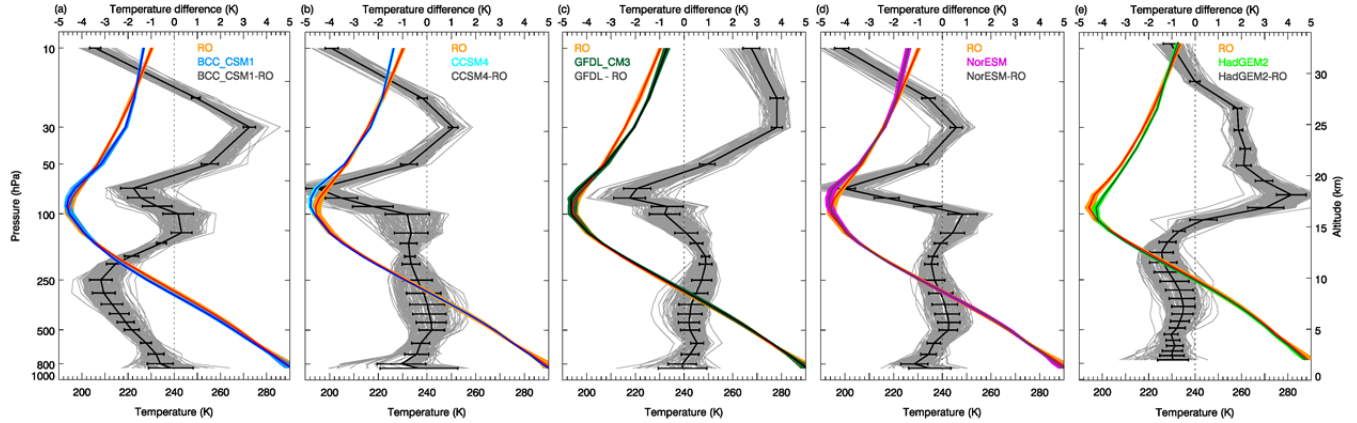 (a) Temperature difference (K)
-5 -4 -3 -2 -1 0 1 2 3 4 5
RO
BCC_CSM1
BCC_CSM1-RO
Pressure (hPa)
10
30
50
100
250
500
800
1000
200 220 240 260 280
Temperature (K)
(b) Temperature difference (K)
-5 -4 -3 -2 -1 0 1 2 3 4 5
RO
CCSM4
CCSM4-RO
200 220 240 260 280
Temperature (K)
(c) Temperature difference (K)
-5 -4 -3 -2 -1 0 1 2 3 4 5
RO
GFDL_CM3
GFDL - RO
200 220 240 260 280
Temperature (K)
(d) Temperature difference (K)
-5 -4 -3 -2 -1 0 1 2 3 4 5
RO
NorESM
NorESM-RO
200 220 240 260 280
Temperature (K)
(e) Temperature difference (K)
-5 -4 -3 -2 -1 0 1 2 3 4 5
RO
HadGEM2
HadGEM2-RO
30
25
20
15
10
5
0
Altitude (km)
200 220 240 260 280
Temperature (K)